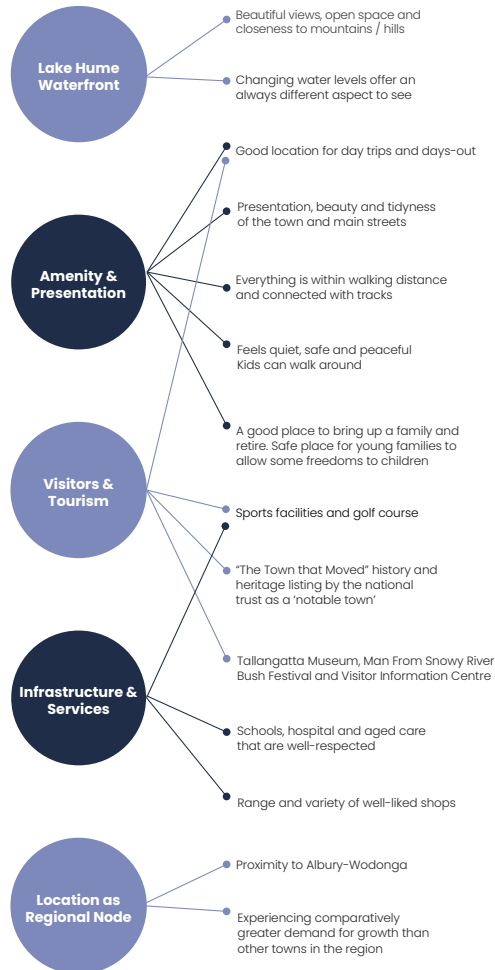 Lake Hume
Waterfront
Beautiful views, open space and
closeness to mountains / hills
Changing water levels offer an
always different aspect to see
Good location for day trips and days-out
Amenity &
Presentation
Presentation, beauty and tidyness
of the town and main streets
Everything is within walking distance
and connected with tracks
Feels quiet, safe and peaceful
Kids can walk around
A good place to bring up a family and
retire. Safe place for young families to
allow some freedoms to children
Visitors &
Tourism
Sports facilities and golf course
“The Town that Moved” history and
heritage listing by the national
trust as a ‘notable town’
Tallangatta Museum, Man From Snowy River
Bush Festival and Visitor Information Centre
Infrastructure &
Services
Schools, hospital and aged care
that are well-respected
Range and variety of well-liked shops
Location as
Regional Node
Proximity to Albury-Wodonga
Experiencing comparatively
greater demand for growth than
other towns in the region